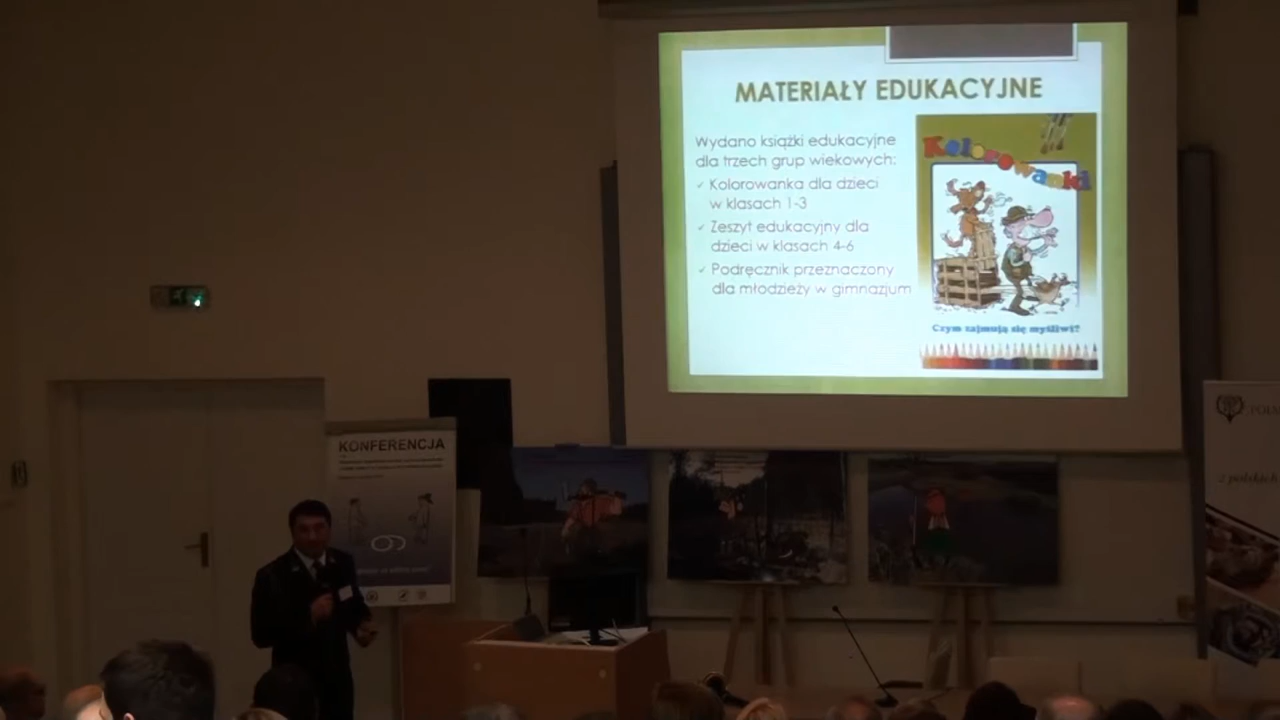 MATERIAŁY EDUKACYJNE
Wydano książki edukacyjne
dla trzech grup wiekowych:
✓ Kolorowanka dla dzieci
w klasach 1-3
✓ Zeszyt edukacyjny dla
dzieci w klasach 4-6
✓ Podręcznik przeznaczony
dla młodzieży w gimnazjum
Kolorowanki
Czym zajmują się myśliwi?
KONFERENCJA
z polskich